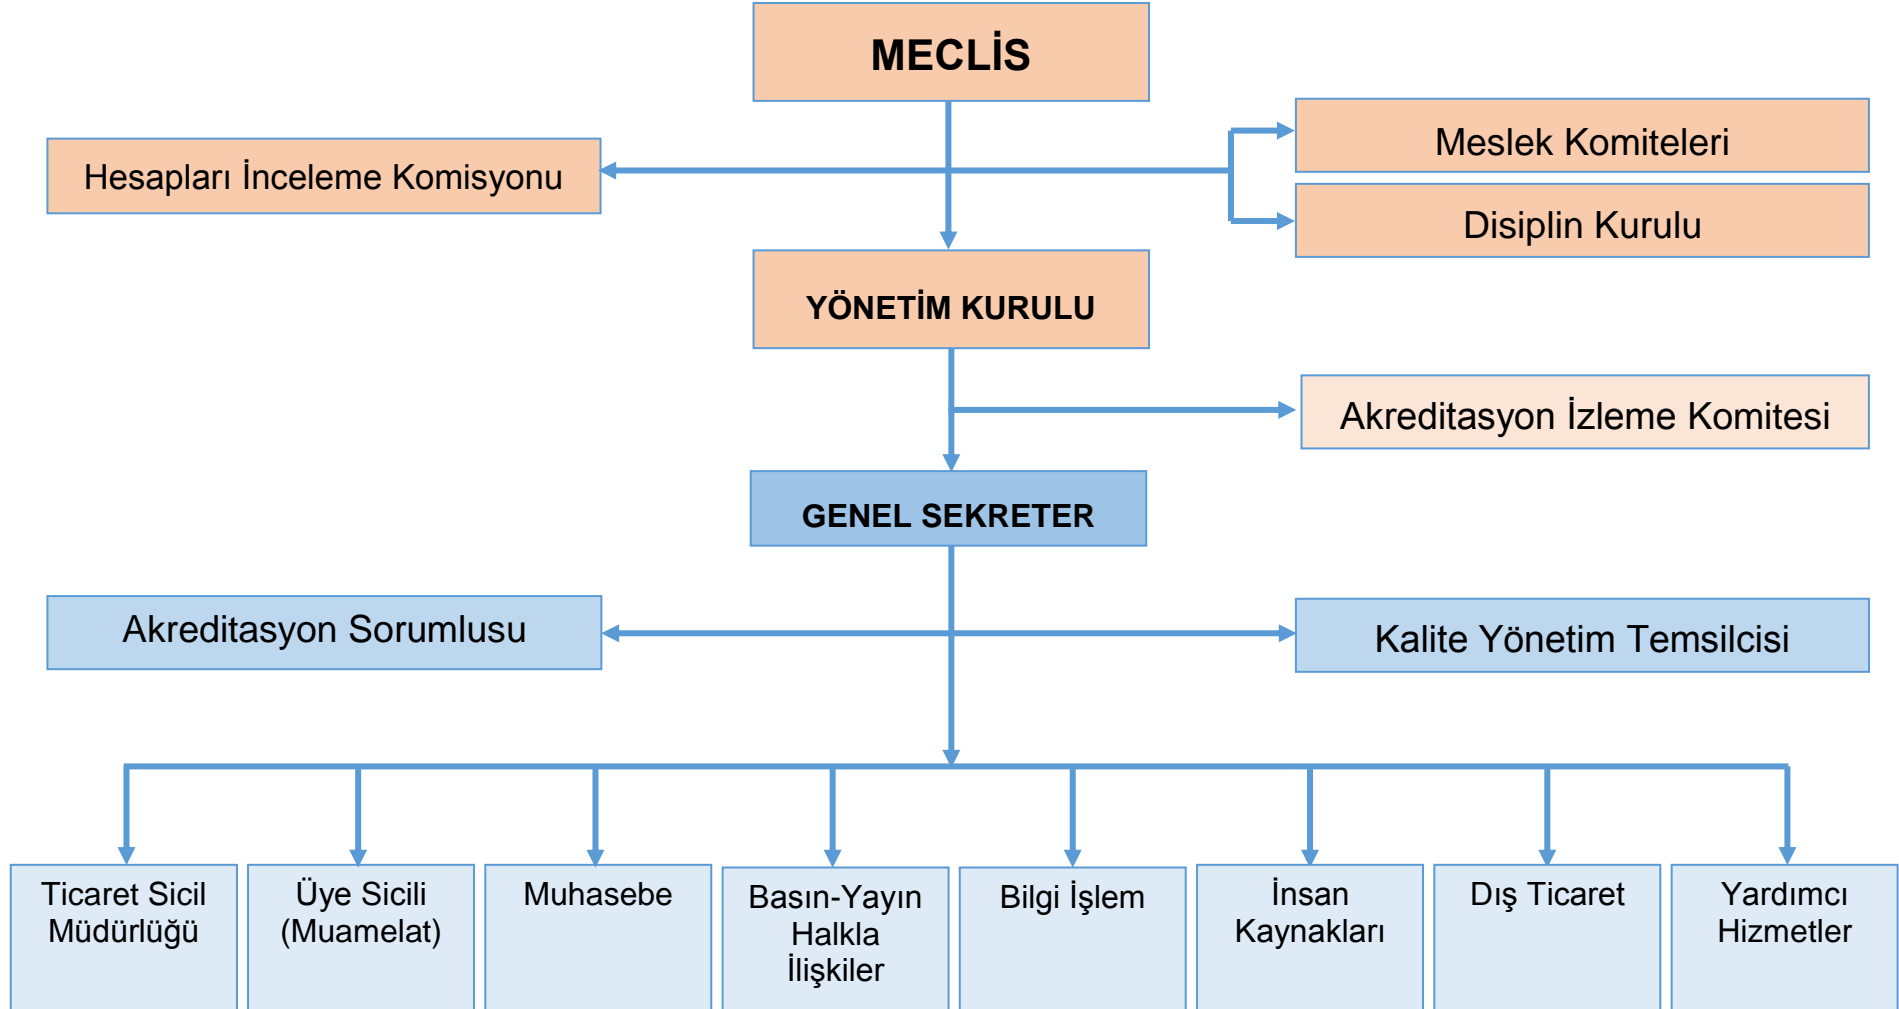 MECLİS
Hesapları İnceleme Komisyonu
Meslek Komiteleri
Disiplin Kurulu
YÖNETİM KURULU
Akreditasyon İzleme Komitesi
GENEL SEKRETER
Akreditasyon Sorumlusu
Kalite Yönetim Temsilcisi
Ticaret Sicil
Müdürlüğü
Üye Sicili
(Muamelat)
Muhasebe
Basın-Yayın
Halkla
İlişkiler
Bilgi İşlem
İnsan
Kaynakları
Dış Ticaret
Yardımcı
Hizmetler